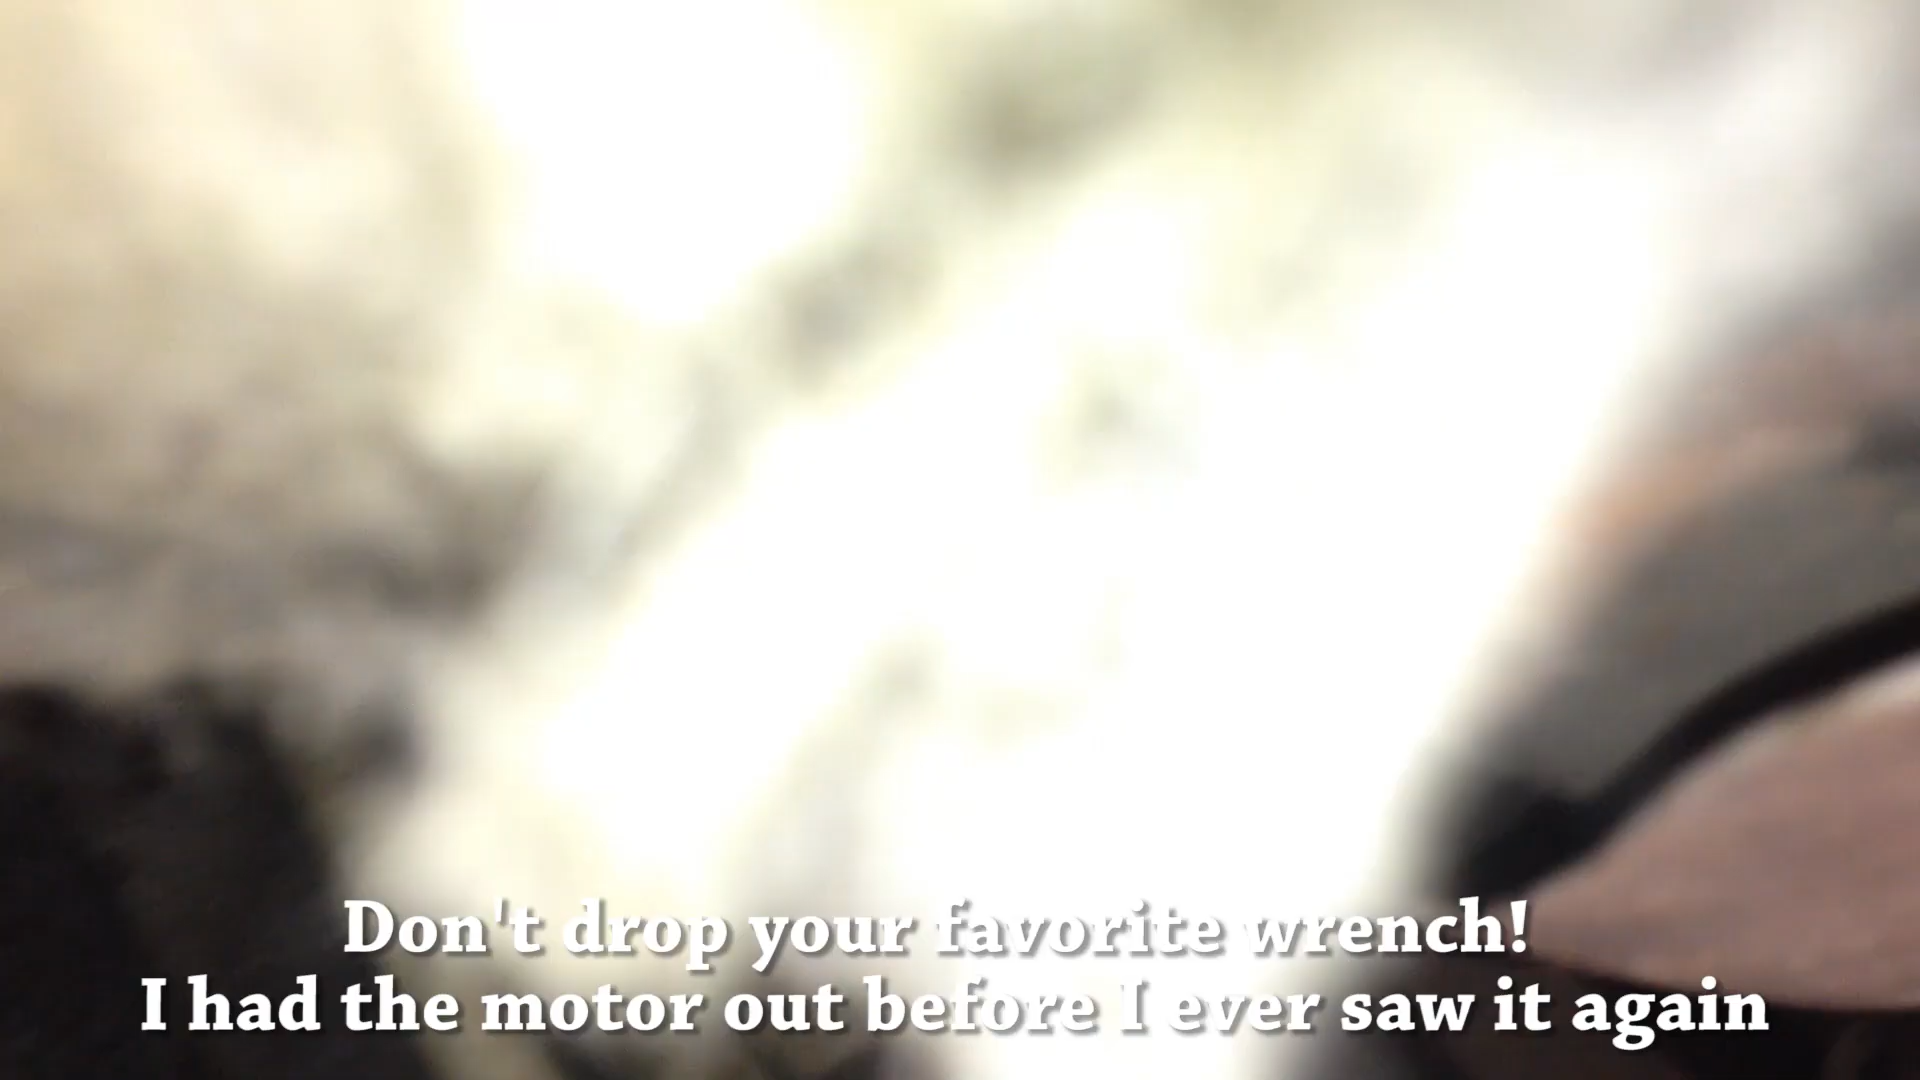 Don't drop your favorite wrench!
I had the motor out before I ever saw it again